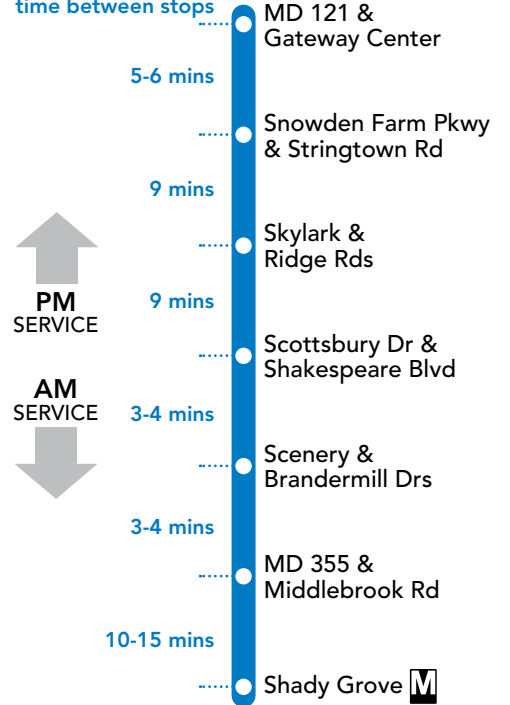 time between stops
MD 121 &
Gateway Center
5-6 mins
Snowden Farm Pkwy
& Stringtown Rd
9 mins
Skylark &
Ridge Rds
PM
SERVICE
9 mins
Scottsbury Dr &
Shakespeare Blvd
AM
SERVICE
3-4 mins
Scenery &
Brandermill Drs
3-4 mins
MD 355 &
Middlebrook Rd
10-15 mins
Shady Grove M